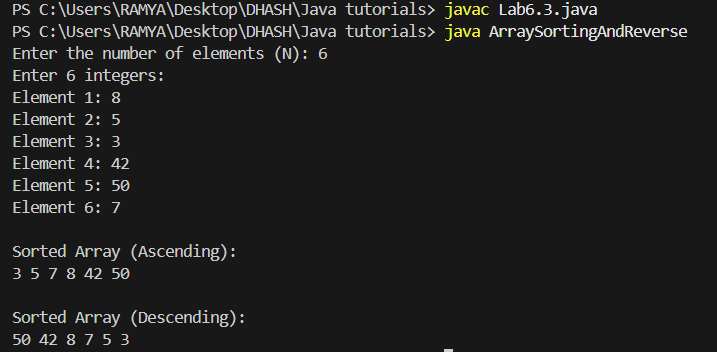 PS C:\Users\RAMYA\Desktop\DHASH\Java tutorials> javac Lab6.3.java
PS C:\Users\RAMYA\Desktop\DHASH\Java tutorials> java ArraySortingAndReverse
Enter the number of elements (N): 6
Enter 6 integers:
Element 1: 8
Element 2: 5
Element 3: 3
Element 4: 42
Element 5: 50
Element 6: 7
Sorted Array (Ascending):
3 5 7 8 42 50
Sorted Array (Descending):
50 42 8 7 5 3